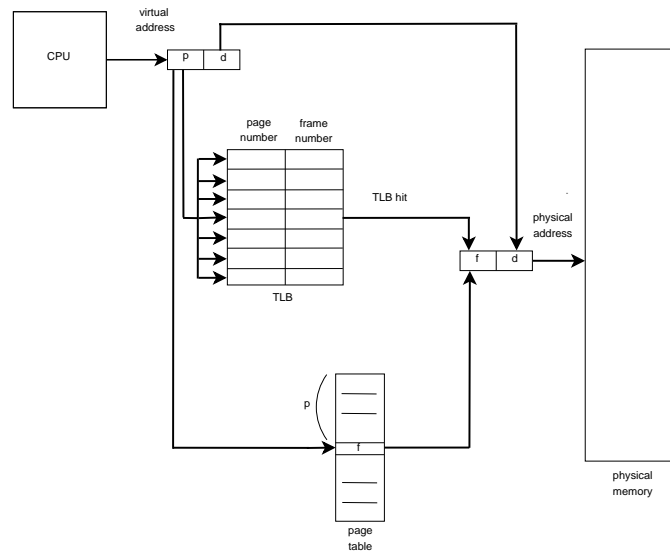 virtual
address
CPU
p d
page
number
frame
number
TLB hit
physical
address
f d
TLB
p
f
physical
memory
page
table